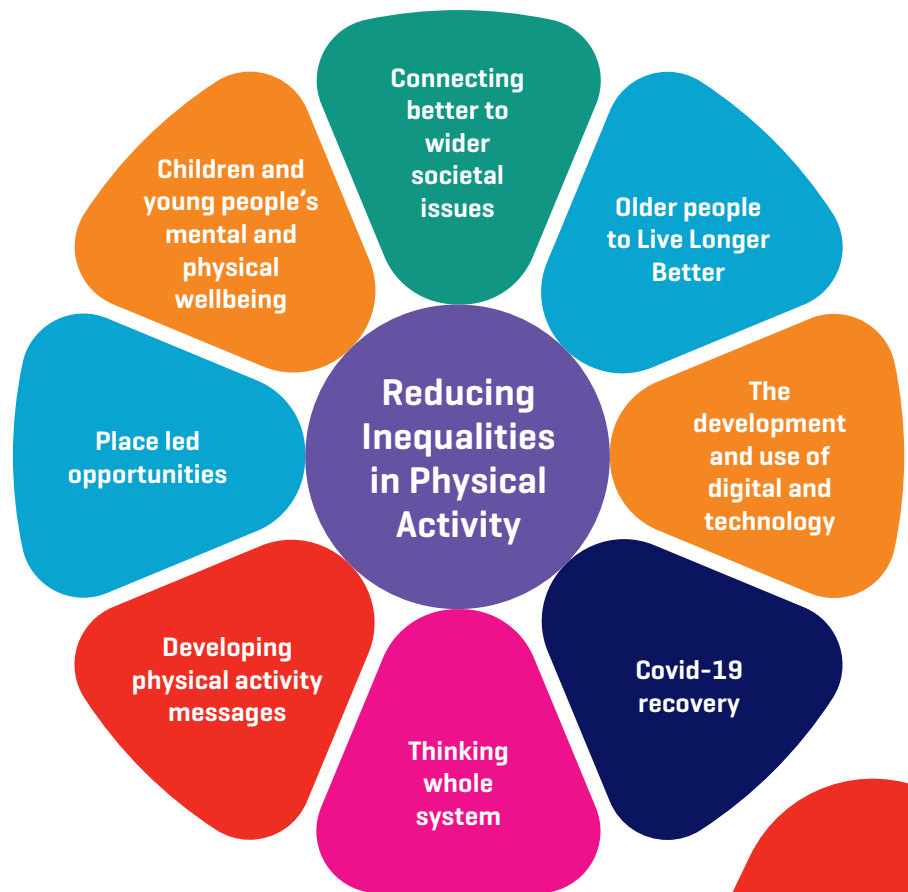 Connecting
better to
wider
societal
issues
Older people
to Live Longer
Better
The
development
and use of
digital and
technology
Covid-19
recovery
Thinking
whole
system
Developing
physical activity
messages
Place led
opportunities
Children and
young people's
mental and
physical
wellbeing
Reducing
Inequalities
in Physical
Activity